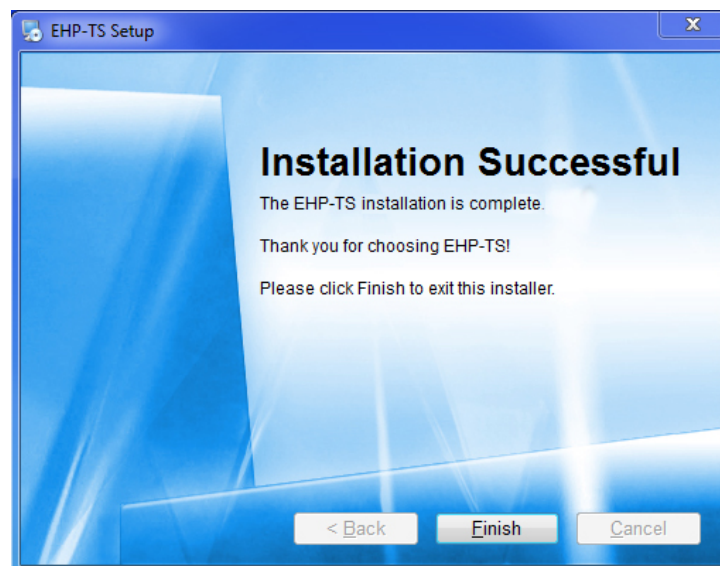 EHP-TS Setup
X
Installation Successful
The EHP-TS installation is complete.
Thank you for choosing EHP-TS!
Please click Finish to exit this installer.
< Back Finish Cancel